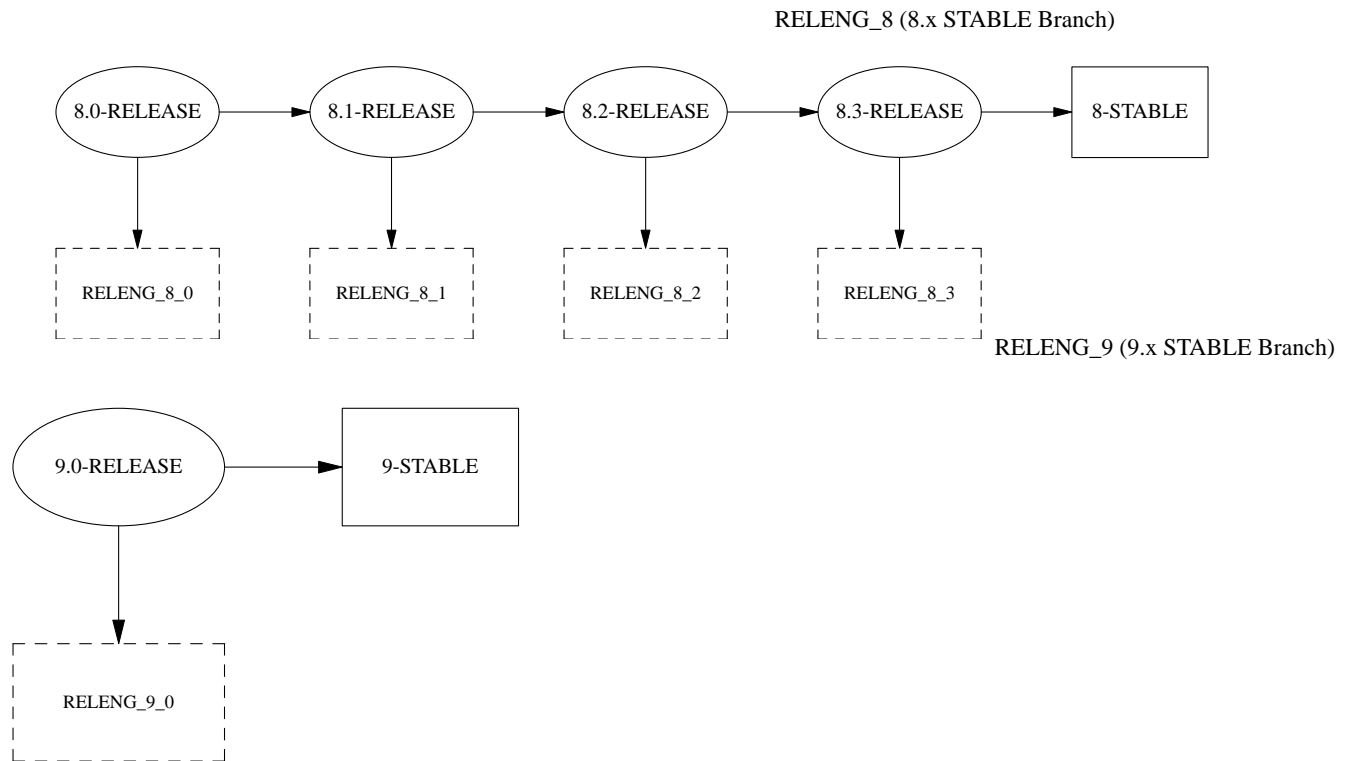 RELENG_8 (8.x STABLE Branch)
8.0-RELEASE
8.1-RELEASE
8.2-RELEASE
8.3-RELEASE
8-STABLE
RELENG_8_0
RELENG_8_1
RELENG_8_2
RELENG_8_3
RELENG_9 (9.x STABLE Branch)
9.0-RELEASE
9-STABLE
RELENG_9_0